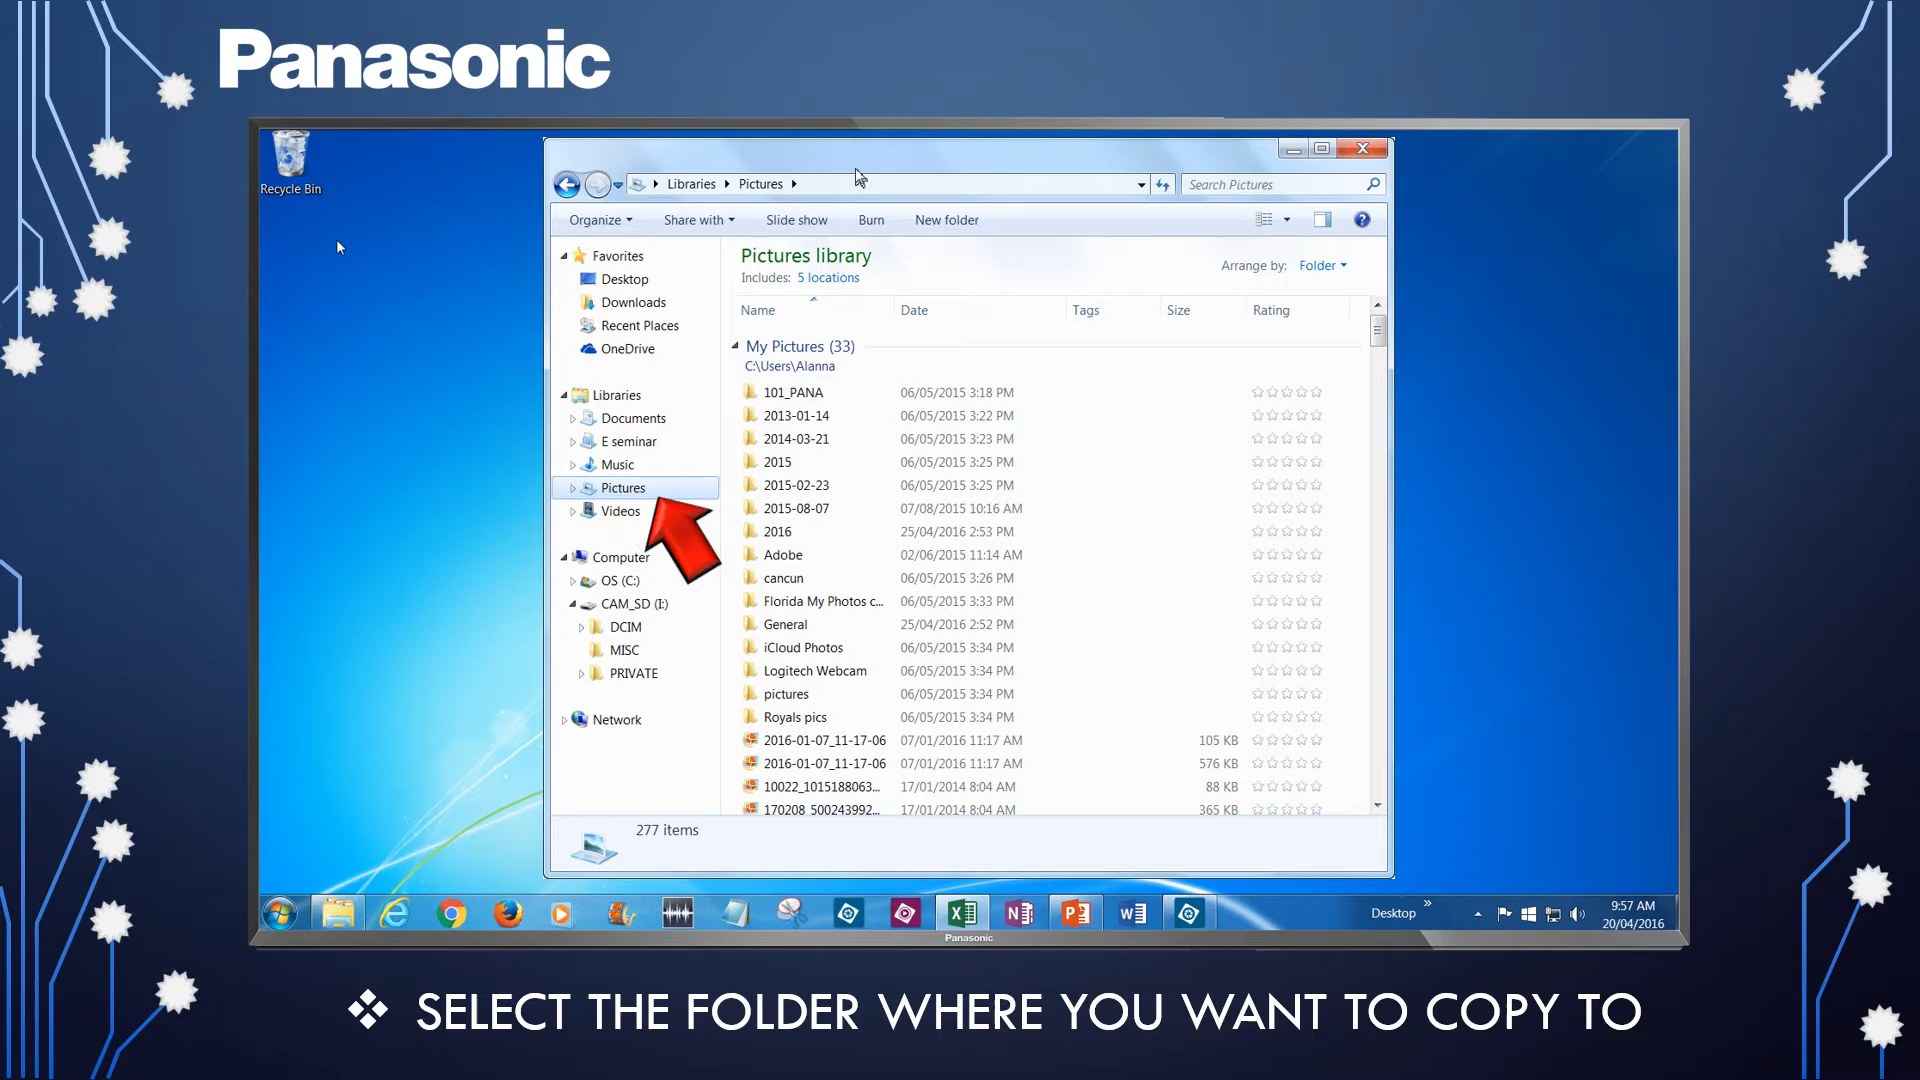 Panasonic
Recycle Bin
Libraries Pictures
Search Pictures
Organize Share with Slide show Burn New folder
Favorites
Desktop
Downloads
Recent Places
OneDrive
Libraries
Documents
E seminar
Music
Pictures
Videos
Computer
OS (C:)
CAM_SD (I:)
DCIM
MISC
PRIVATE
Network
Pictures library
Includes: 5 locations
Arrange by: Folder
Name Date Tags Size Rating
My Pictures (33)
C:\Users\Alanna
101_PANA 06/05/2015 3:18 PM
2013-01-14 06/05/2015 3:22 PM
2014-03-21 06/05/2015 3:23 PM
2015 06/05/2015 3:25 PM
2015-02-23 06/05/2015 3:25 PM
2015-08-07 07/08/2015 10:16 AM
2016 25/04/2016 2:53 PM
Adobe 02/06/2015 11:14 AM
cancun 06/05/2015 3:26 PM
Florida My Photos c... 06/05/2015 3:33 PM
General 25/04/2016 2:52 PM
iCloud Photos 06/05/2015 3:34 PM
Logitech Webcam 06/05/2015 3:34 PM
pictures 06/05/2015 3:34 PM
Royals pics 06/05/2015 3:34 PM
2016-01-07_11-17-06 07/01/2016 11:17 AM 105 KB
2016-01-07_11-17-06 07/01/2016 11:17 AM 576 KB
10022_1015188063... 17/01/2014 8:04 AM 88 KB
170208_500243992... 17/01/2014 8:04 AM 365 KB
277 items
Desktop
9:57 AM
20/04/2016
Panasonic
SELECT THE FOLDER WHERE YOU WANT TO COPY TO